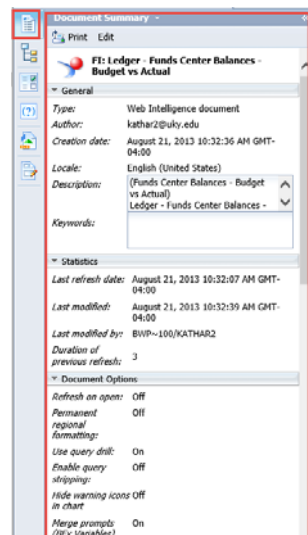 Document Summary -
Print Edit
FI: Ledger - Funds Center Balances -
Budget vs Actual
General
Type: Web Intelligence document
Author: kathar2@uky.edu
Creation date: August 21, 2013 10:32:36 AM GMT-
04:00
Locale: English (United States)
Description: (Funds Center Balances - Budget
vs Actual)
Ledger - Funds Center Balances -
Keywords:
Statistics
Last refresh date: August 21, 2013 10:32:07 AM GMT-
04:00
Last modified: August 21, 2013 10:32:39 AM GMT-
04:00
Last modified by: BWP~100/KATHAR2
Duration of
previous refresh: 3
Document Options
Refresh on open: Off
Permanent Off
regional
formatting:
Use query drill: On
Enable query Off
stripping:
Hide warning icons Off
in chart
Merge prompts On
(BEx Variables)